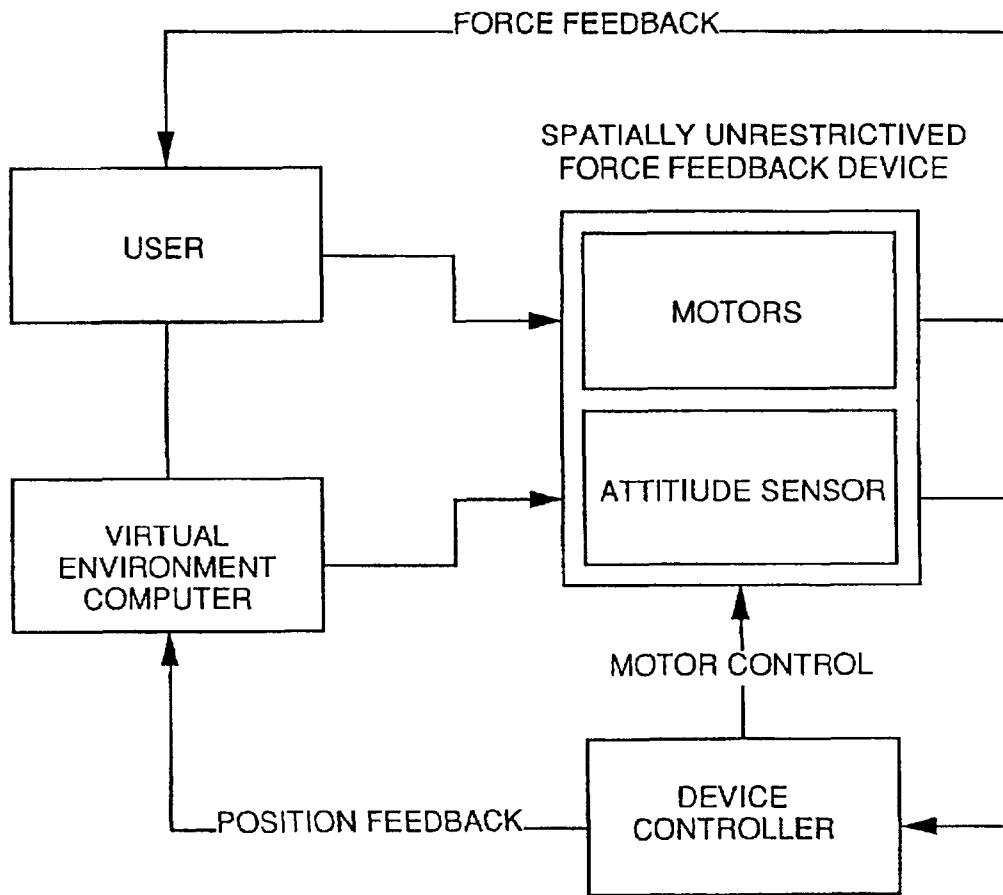 FORCE FEEDBACK
SPATIALLY UNRESTRICTIVED
FORCE FEEDBACK DEVICE
USER
MOTORS
ATTITIUDE SENSOR
VIRTUAL
ENVIRONMENT
COMPUTER
MOTOR CONTROL
POSITION FEEDBACK
DEVICE
CONTROLLER